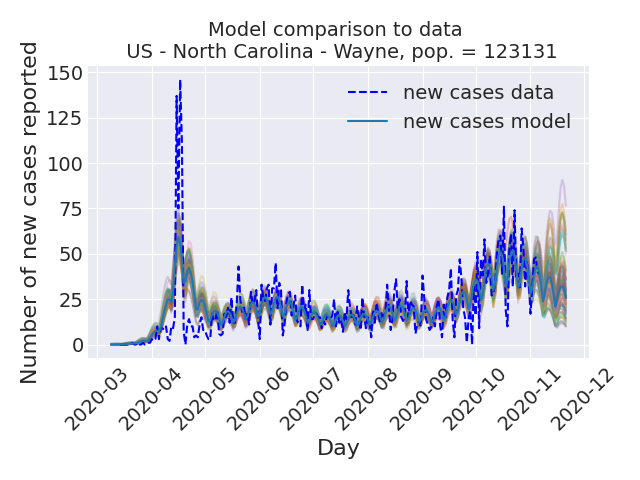 Model comparison to data
US - North Carolina - Wayne, pop. = 123131
Number of new cases reported
150
125
100
75
50
25
0
new cases data
new cases model
2020-03
2020-04
2020-05
2020-06
2020-07
2020-08
2020-09
2020-10
2020-11
2020-12
Day